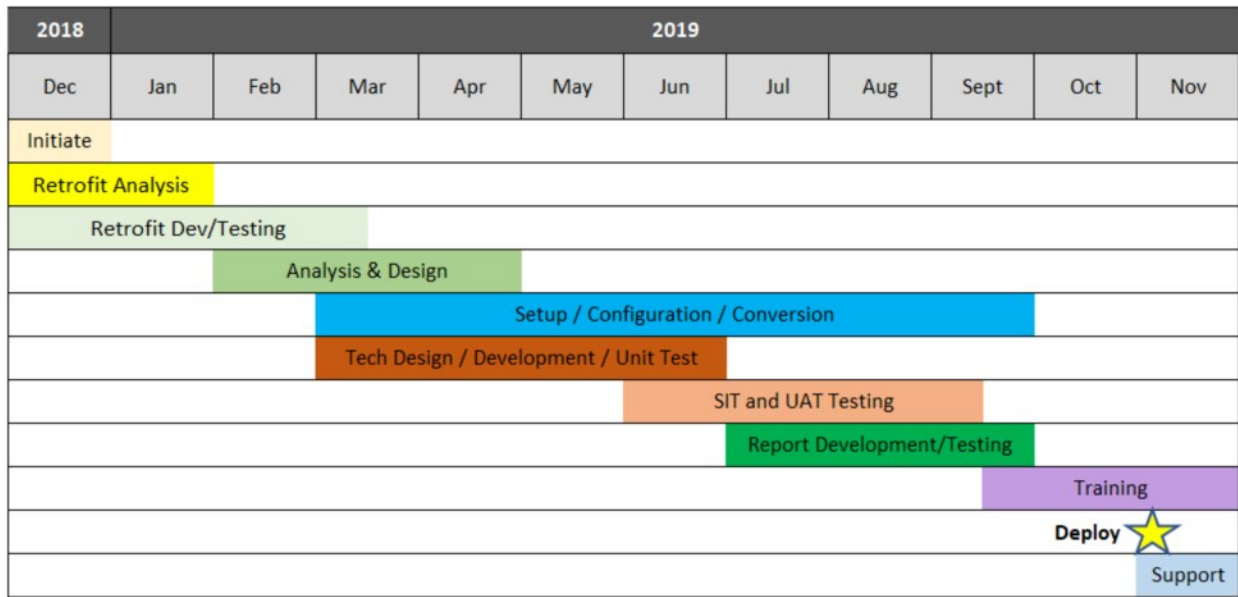 2018 2019
Dec Jan Feb Mar Apr May Jun Jul Aug Sept Oct Nov
Initiate
Retrofit Analysis
Retrofit Dev/Testing
Analysis & Design
Setup / Configuration / Conversion
Tech Design / Development / Unit Test
SIT and UAT Testing
Report Development/Testing
Training
Deploy
Support